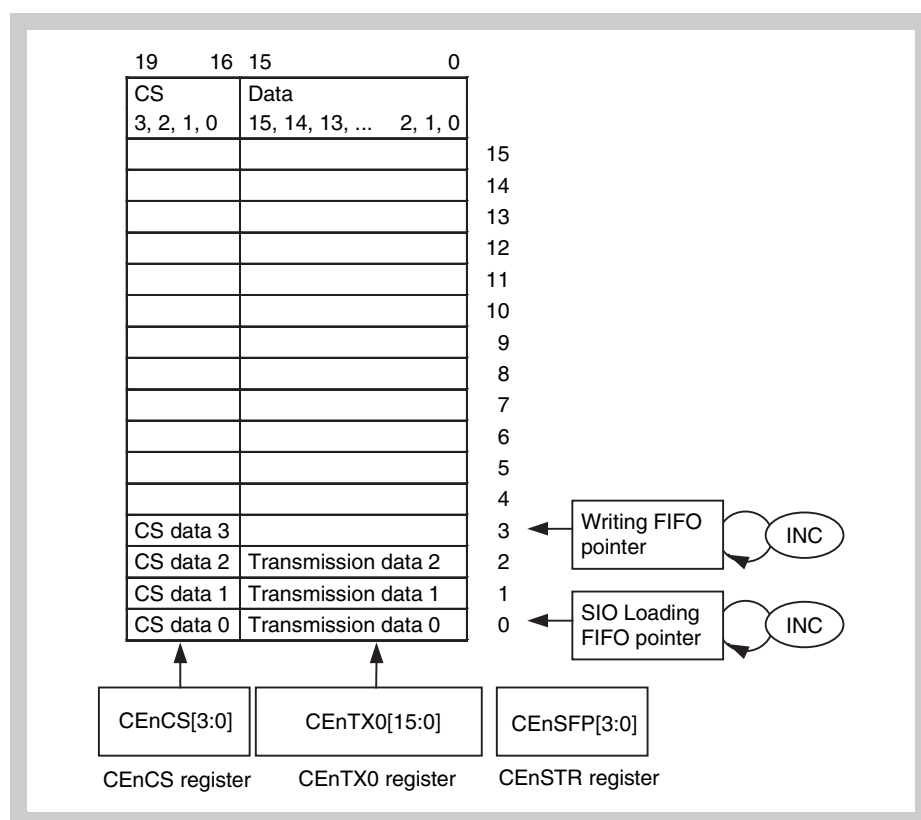 19 16 15 0
CS Data
3, 2, 1, 0 15, 14, 13, ... 2, 1, 0
15
14
13
12
11
10
9
8
7
6
5
4
CS data 3 3 Writing FIFO pointer INC
CS data 2 Transmission data 2 2
CS data 1 Transmission data 1 1
CS data 0 Transmission data 0 0 SIO Loading FIFO pointer INC
CEnCS[3:0] CEnTX0[15:0] CEnSFP[3:0]
CEnCS register CEnTX0 register CEnSTR register